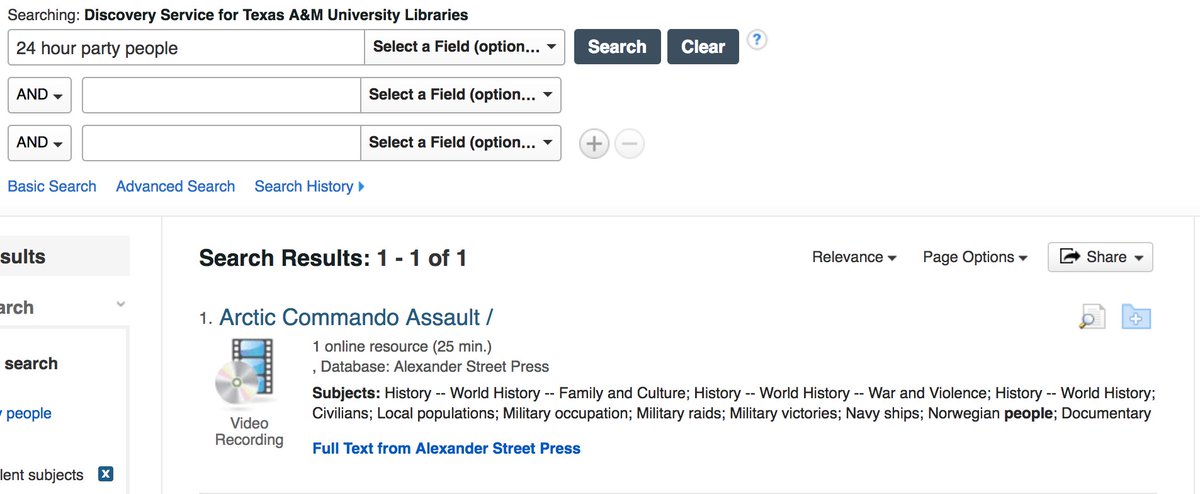 Searching: Discovery Service for Texas A&M University Libraries
24 hour party people Select a Field (option... Search Clear ?
AND Select a Field (option...
AND Select a Field (option...
Basic Search Advanced Search Search History
sults
arch
search
y people
lent subjects x
Search Results: 1 - 1 of 1 Relevance Page Options Share
1. Arctic Commando Assault /
1 online resource (25 min.)
, Database: Alexander Street Press
Subjects: History -- World History -- Family and Culture; History -- World History -- War and Violence; History -- World History;
Civilians; Local populations; Military occupation; Military raids; Military victories; Navy ships; Norwegian people; Documentary
Video
Recording
Full Text from Alexander Street Press